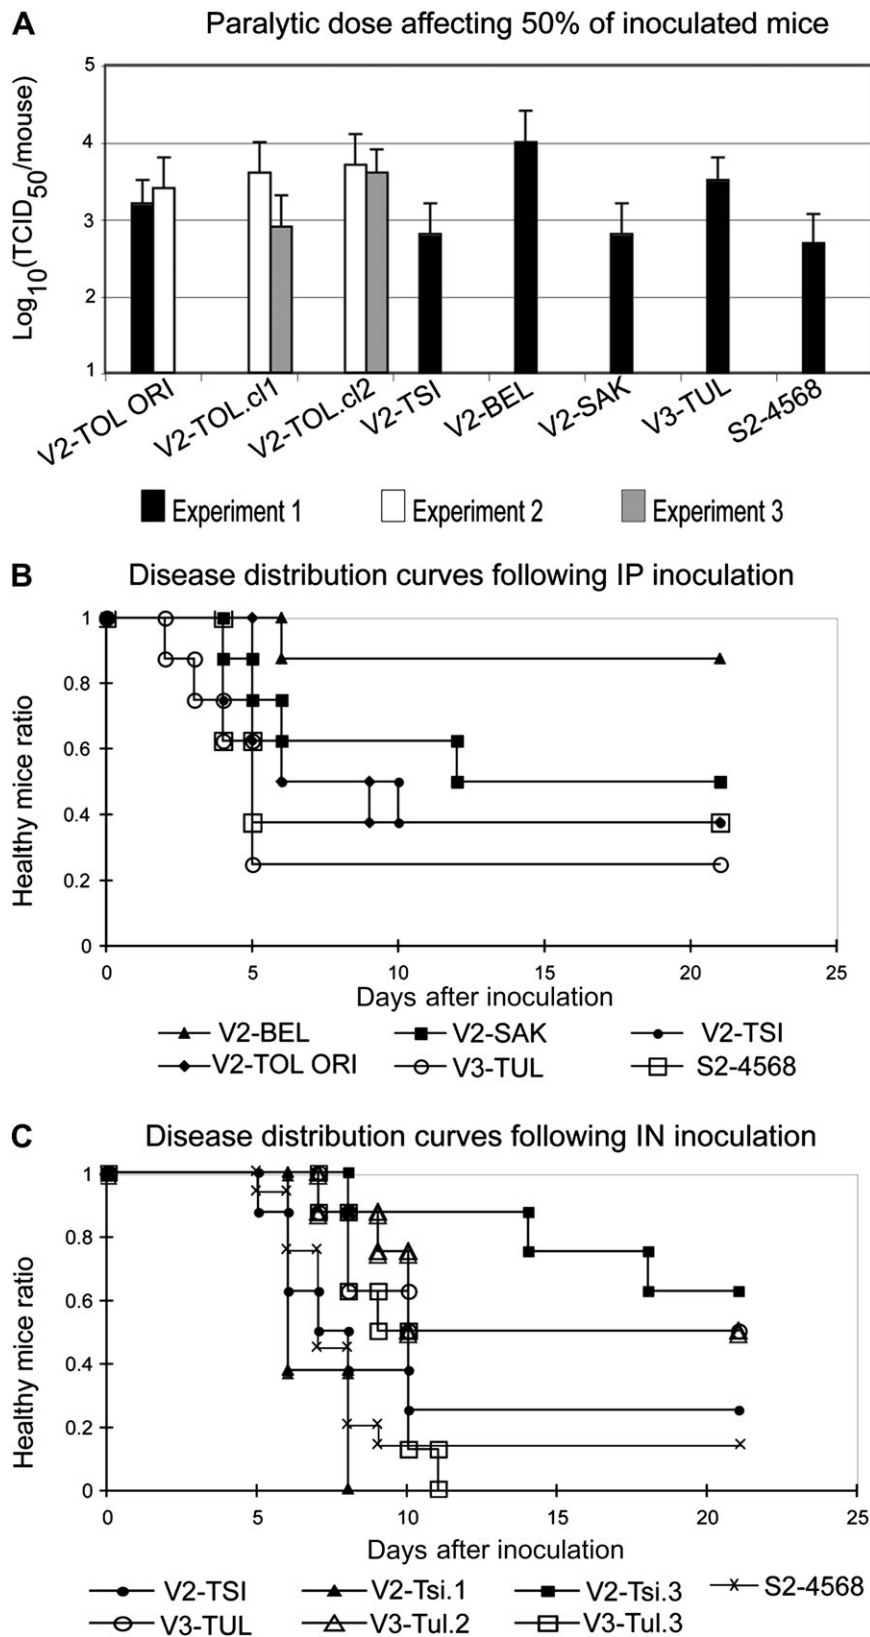 A Paralytic dose affecting 50% of inoculated mice
Log10(TCID50/mouse)
5
4
3
2
1
V2-TOL ORI V2-TOL.cl1 V2-TOL.cl2 V2-TSI V2-BEL V2-SAK V3-TUL S2-4568
Experiment 1 Experiment 2 Experiment 3
B Disease distribution curves following IP inoculation
Healthy mice ratio
1
0.8
0.6
0.4
0.2
0
0 5 10 15 20 25
Days after inoculation
V2-BEL V2-SAK V2-TSI
V2-TOL ORI V3-TUL S2-4568
C Disease distribution curves following IN inoculation
Healthy mice ratio
1
0.8
0.6
0.4
0.2
0
0 5 10 15 20 25
Days after inoculation
V2-TSI V2-Tsi.1 V2-Tsi.3 S2-4568
V3-TUL V3-Tul.2 V3-Tul.3